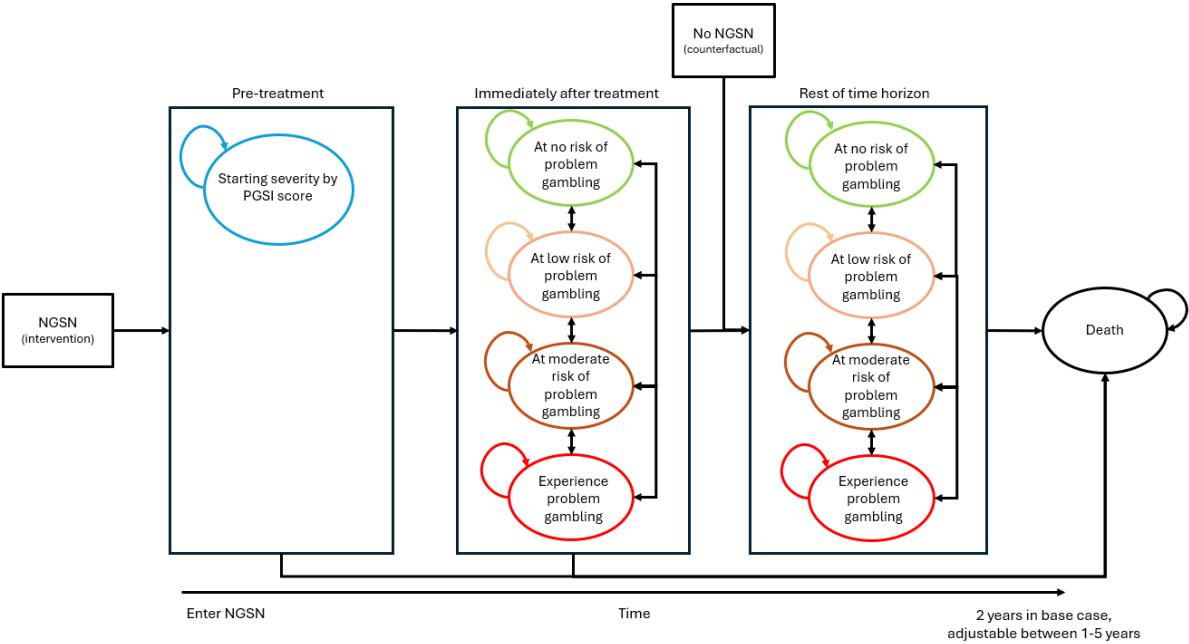 No NGSN
(counterfactual)
Pre-treatment
Immediately after treatment
Rest of time horizon
Starting severity by
PGSI score
At no risk of
problem
gambling
At low risk of
problem
gambling
At moderate
risk of
problem
gambling
Experience
problem
gambling
At no risk of
problem
gambling
At low risk of
problem
gambling
At moderate
risk of
problem
gambling
Experience
problem
gambling
NGSN
(intervention)
Death
Enter NGSN
Time
2 years in base case,
adjustable between 1-5 years